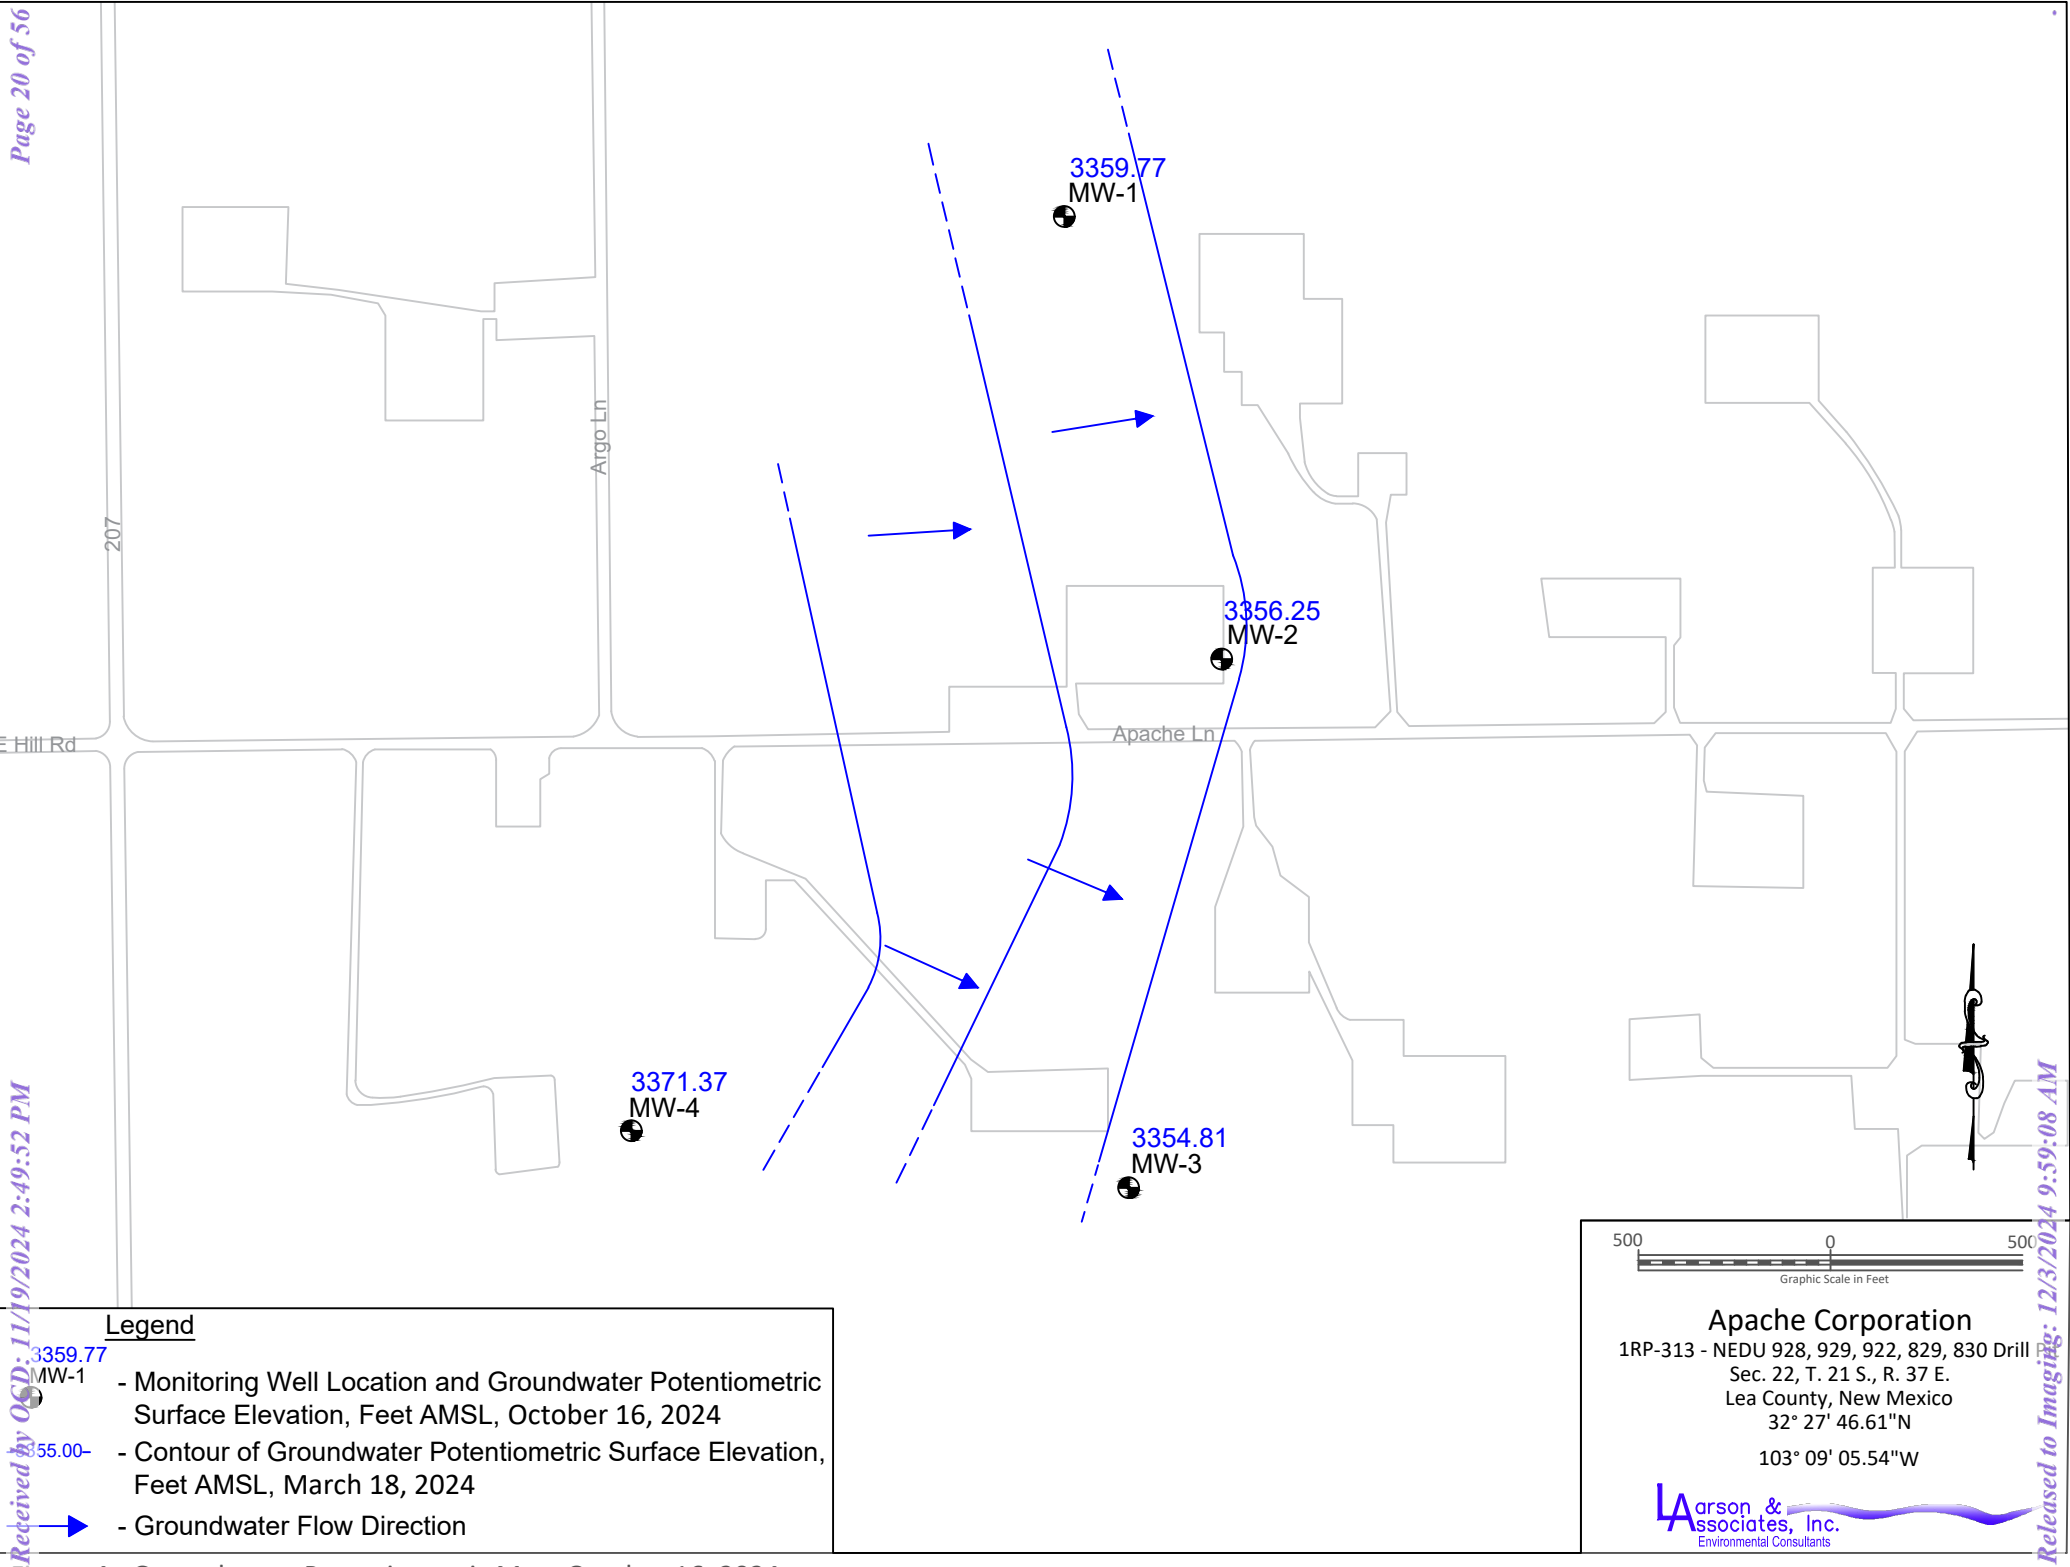 Page 20 of 56
3359.77
MW-1
Argo Ln
207
3356.25
MW-2
E Hill Rd
Apache Ln
3371.37
MW-4
3354.81
MW-3
Received by OCD: 11/19/2024 2:49:52 PM
Released to Imaging: 12/3/2024 9:59:08 AM
500 0 500
Graphic Scale in Feet
Apache Corporation
1RP-313 - NEDU 928, 929, 922, 829, 830 Drill
Sec. 22, T. 21 S., R. 37 E.
Lea County, New Mexico
32° 27' 46.61"N
103° 09' 05.54"W
Larson &
Associates, Inc.
Environmental Consultants
Legend
3359.77
MW-1
- Monitoring Well Location and Groundwater Potentiometric
Surface Elevation, Feet AMSL, October 16, 2024
- Contour of Groundwater Potentiometric Surface Elevation,
Feet AMSL, March 18, 2024
- Groundwater Flow Direction